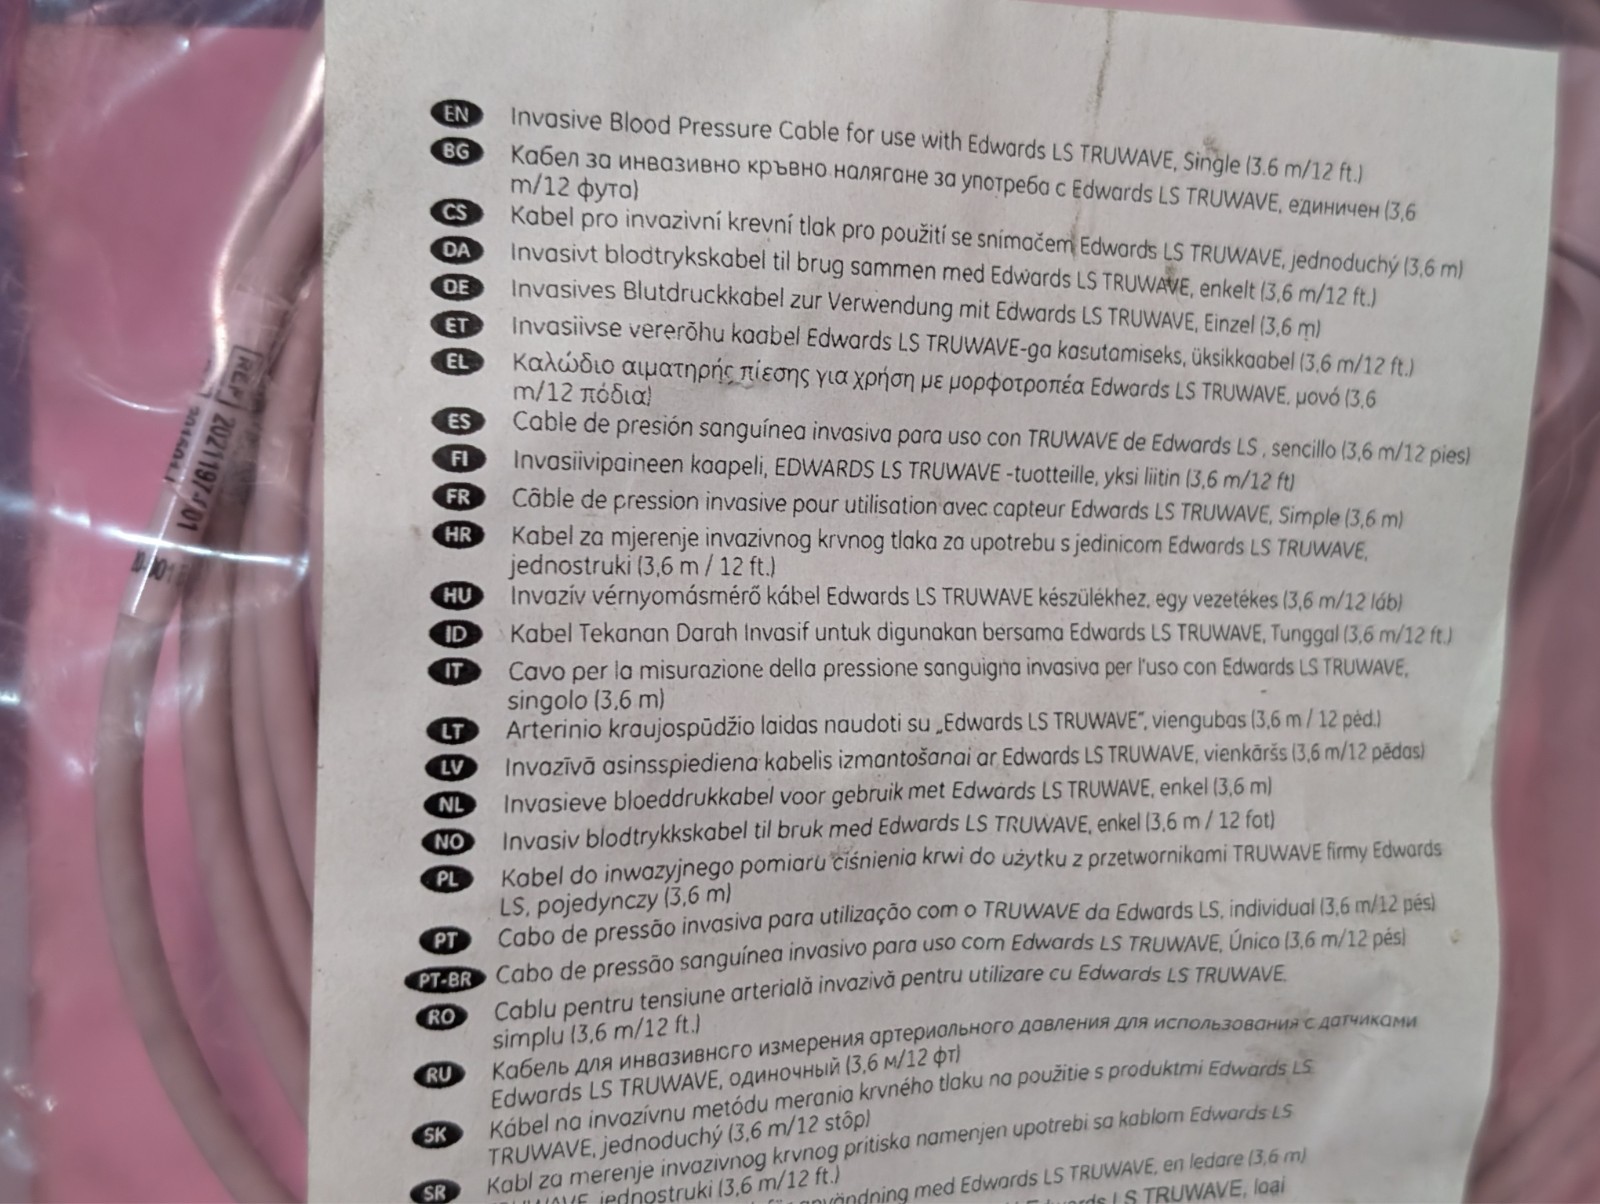 EN Invasive Blood Pressure Cable for use with Edwards LS TRUWAVE, Single (3.6 m/12 ft.)
BG Кабел за инвазивно кръвно налягане за употреба с Edwards LS TRUWAVE, единичен (3,6
m/12 фута)
CS Kabel pro invazivní krevní tlak pro použití se snímačem Edwards LS TRUWAVE, jednoduchý (3,6 m)
DA Invasivt blodtrykskabel til brug sammen med Edwards LS TRUWAVE, enkelt (3,6 m/12 ft.)
DE Invasives Blutdruckkabel zur Verwendung mit Edwards LS TRUWAVE, Einzel (3,6 m)
ET Invasiivse vererõhu kaabel Edwards LS TRUWAVE-ga kasutamiseks, üksikkaabel (3,6 m/12 ft.)
EL Καλώδιο αιματηρής πίεσης για χρήση με μορφοτροπέα Edwards LS TRUWAVE, μονό (3,6
m/12 πόδια)
ES Cable de presión sanguínea invasiva para uso con TRUWAVE de Edwards LS , sencillo (3,6 m/12 pies)
FI Invasiivipaineen kaapeli, EDWARDS LS TRUWAVE -tuotteille, yksi liitin (3,6 m/12 ft)
FR Câble de pression invasive pour utilisation avec capteur Edwards LS TRUWAVE, Simple (3,6 m)
HR Kabel za mjerenje invazivnog krvnog tlaka za upotrebu s jedinicom Edwards LS TRUWAVE,
jednostruki (3,6 m / 12 ft.)
HU Invazív vérnyomásmérő kábel Edwards LS TRUWAVE készülékhez, egy vezetékes (3,6 m/12 láb)
ID Kabel Tekanan Darah Invasif untuk digunakan bersama Edwards LS TRUWAVE, Tunggal (3,6 m/12 ft.)
IT Cavo per la misurazione della pressione sanguigna invasiva per l'uso con Edwards LS TRUWAVE,
singolo (3,6 m)
LT Arterinio kraujospūdžio laidas naudoti su „Edwards LS TRUWAVE“, viengubas (3,6 m / 12 pėd.)
LV Invazīvā asinsspiediena kabelis izmantošanai ar Edwards LS TRUWAVE, vienkāršs (3,6 m/12 pēdas)
NL Invasieve bloeddrukkabel voor gebruik met Edwards LS TRUWAVE, enkel (3,6 m)
NO Invasiv blodtrykkskabel til bruk med Edwards LS TRUWAVE, enkel (3,6 m / 12 fot)
PL Kabel do inwazyjnego pomiaru ciśnienia krwi do użytku z przetwornikami TRUWAVE firmy Edwards
LS, pojedynczy (3,6 m)
PT Cabo de pressão invasiva para utilização com o TRUWAVE da Edwards LS, individual (3,6 m/12 pés)
PT-BR Cabo de pressão sanguínea invasivo para uso com Edwards LS TRUWAVE, Único (3,6 m/12 pés)
RO Cablu pentru tensiune arterială invazivă pentru utilizare cu Edwards LS TRUWAVE,
simplu (3,6 m/12 ft.)
RU Кабель для инвазивного измерения артериального давления для использования с датчиками
Edwards LS TRUWAVE, одиночный (3,6 м/12 фт)
SK Kábel na invazívnu metódu merania krvného tlaku na použitie s produktmi Edwards LS
TRUWAVE, jednoduchý (3,6 m/12 stôp)
SR Kabl za merenje invazivnog krvnog pritiska namenjen upotrebi sa kablom Edwards LS
TRUWAVE, jednostruki (3,6 m/12 ft.)
användning med Edwards LS TRUWAVE, en ledare (3,6 m)
LS TRUWAVE, loại
REF 2021197-001